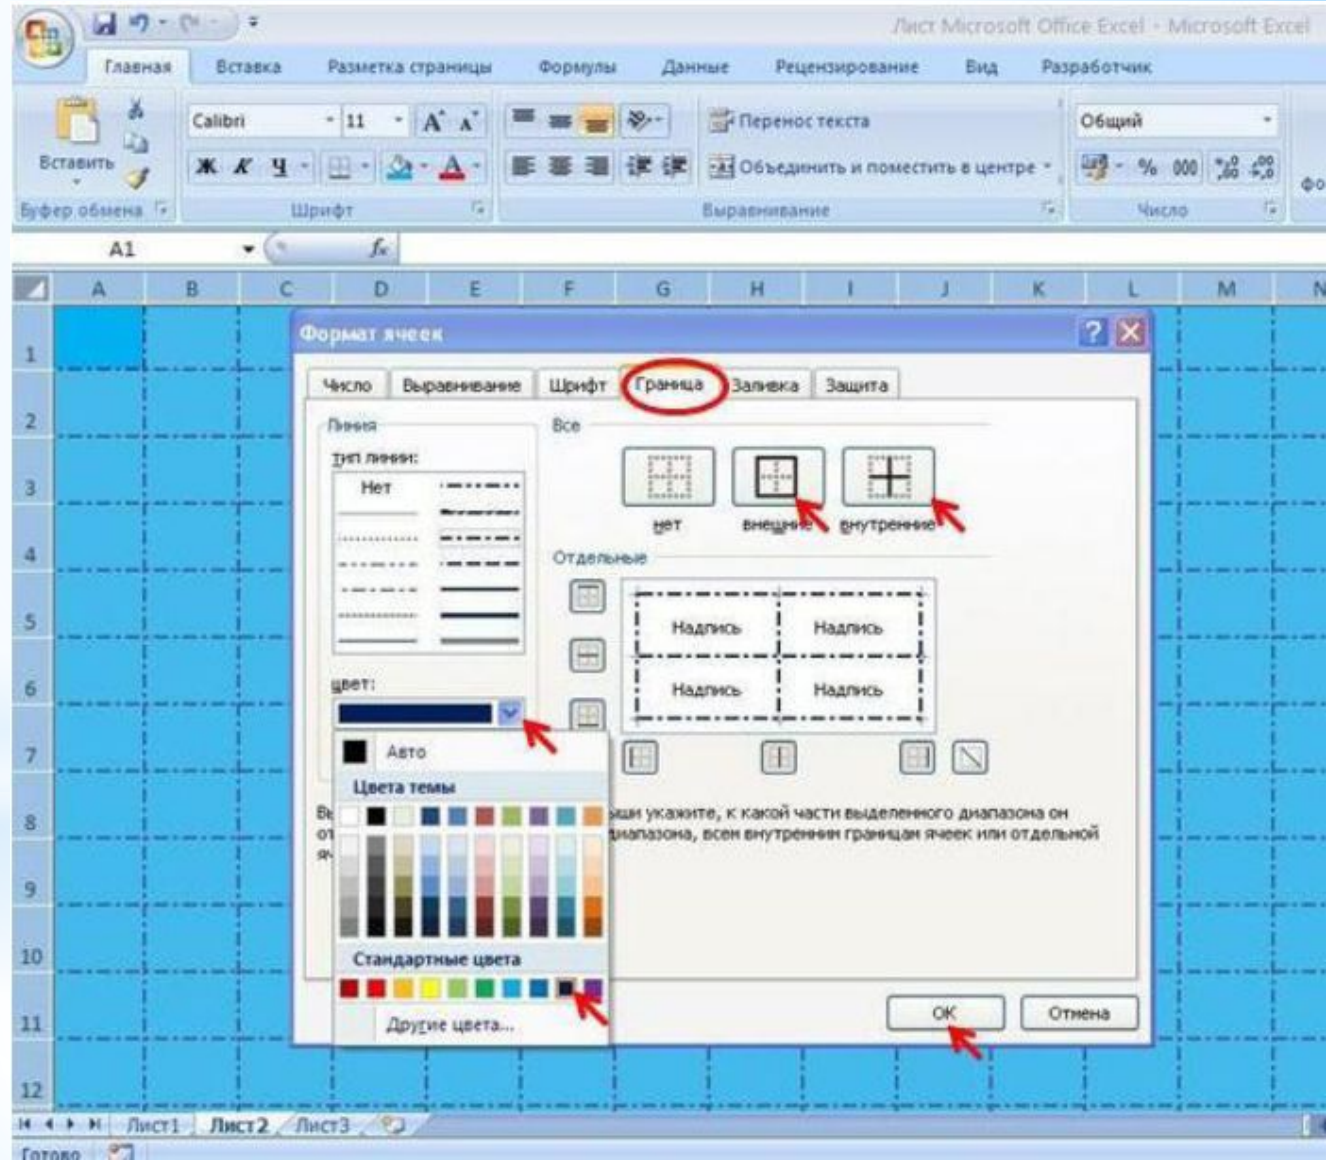 Лист Microsoft Office Excel - Microsoft Excel
Главная Вставка Разметка страницы Формулы Данные Рецензирование Вид Разработчик
Calibri 11 A A Перенос текста Общий
Вставить Ж К Ч А Объединить и поместить в центре % 000 ,00 ,0
Буфер обмена Шрифт Выравнивание Число
A1 fx
A B C D E F G H I J K L M N
Формат ячеек
1
Число Выравнивание Шрифт Граница Заливка Защита
2
Линия Все
тип линии:
3
Нет
нет внешние внутренние
4
Отдельные
5
Надпись Надпись
6
цвет:
Надпись Надпись
7
Авто
Цвета темы
8
укажите, к какой части выделенного диапазона он
диапазона, всем внутренним границам ячеек или отдельной
9
10
Стандартные цвета
11
Другие цвета...
ОК Отмена
12
Лист1 Лист2 Лист3
Готово